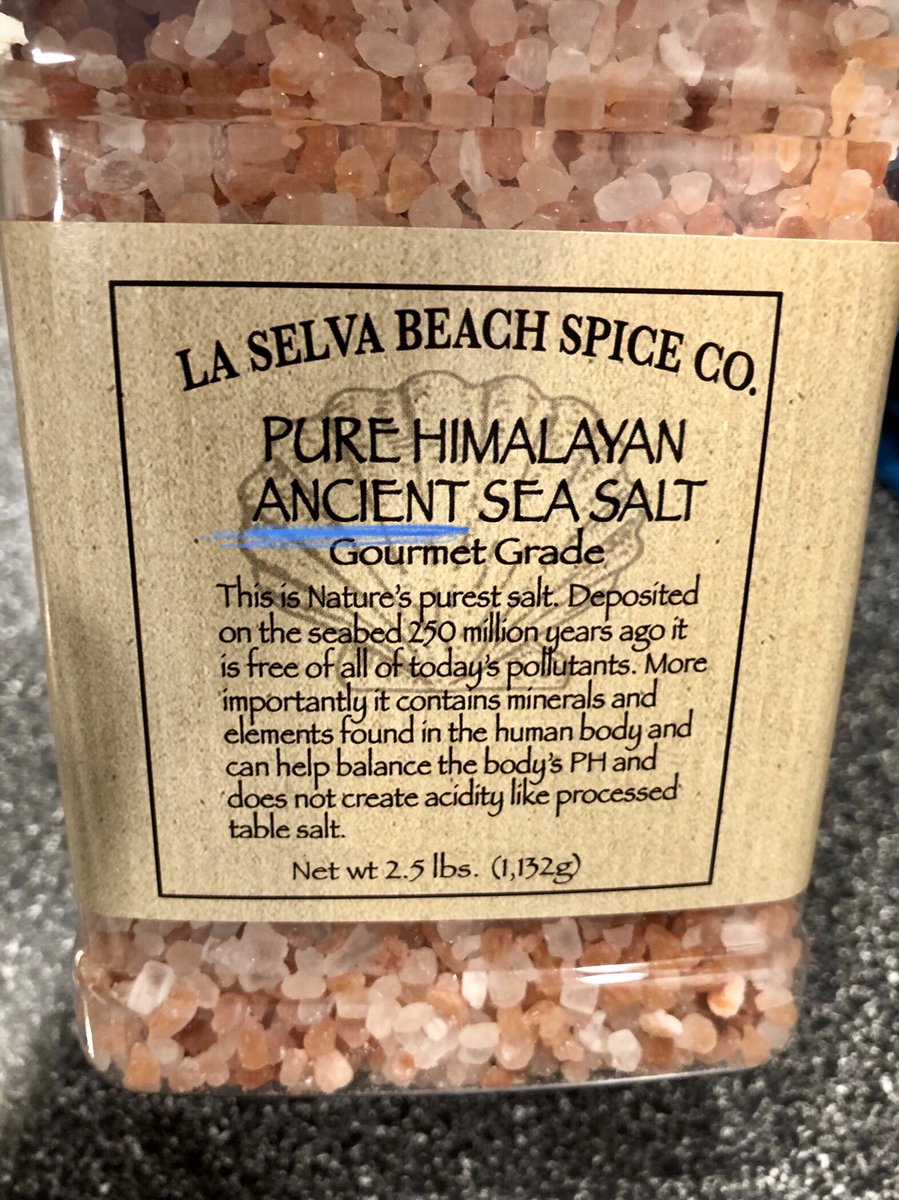 LA SELVA BEACH SPICE CO.
PURE HIMALAYAN
ANCIENT SEA SALT
Gourmet Grade
This is Nature's purest salt. Deposited
on the seabed 250 million years ago it
is free of all of today's pollutants. More
importantly it contains minerals and
elements found in the human body and
can help balance the body's PH and
does not create acidity like processed
table salt.
Net wt 2.5 lbs. (1,132g)